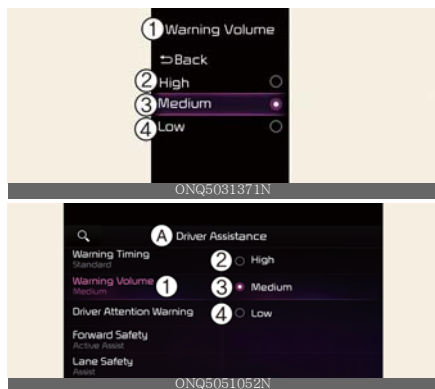 ① Warning Volume
⮌Back
② High
③ Medium
④ Low
ONQ5031371N
Ⓐ Driver Assistance
Warning Timing
Standard
② High
Warning Volume ①
Medium
③ Medium
Driver Attention Warning
④ Low
Forward Safety
Active Assist
Lane Safety
Assist
ONQ5051052N